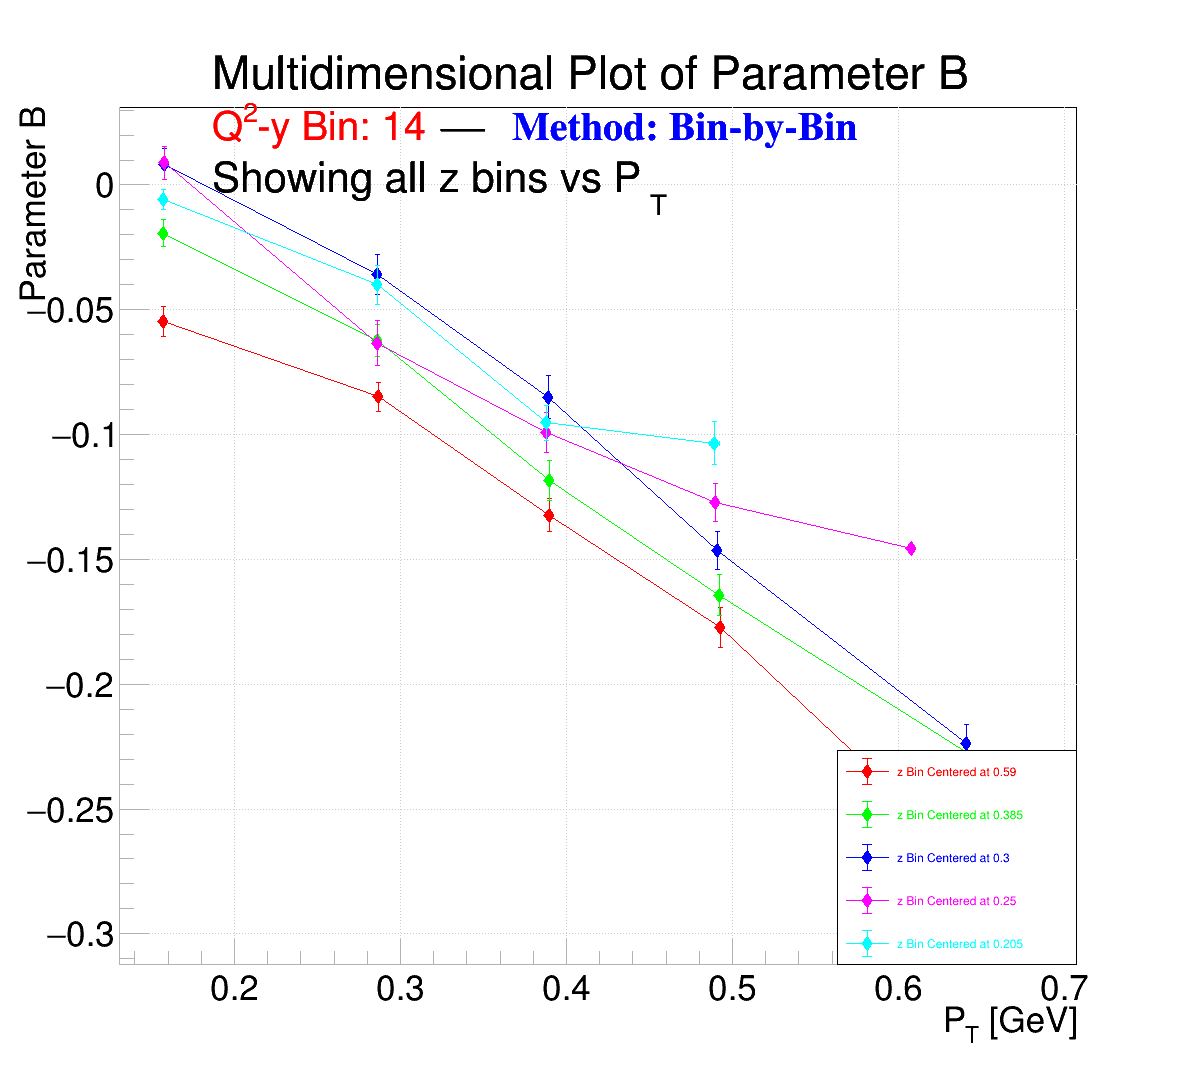 Multidimensional Plot of Parameter B
Q²-y Bin: 14 — Method: Bin-by-Bin
Showing all z bins vs P_T
Parameter B
0
−0.05
−0.1
−0.15
−0.2
−0.25
−0.3
z Bin Centered at 0.59
z Bin Centered at 0.385
z Bin Centered at 0.3
z Bin Centered at 0.25
z Bin Centered at 0.205
0.2 0.3 0.4 0.5 0.6 0.7
P_T [GeV]